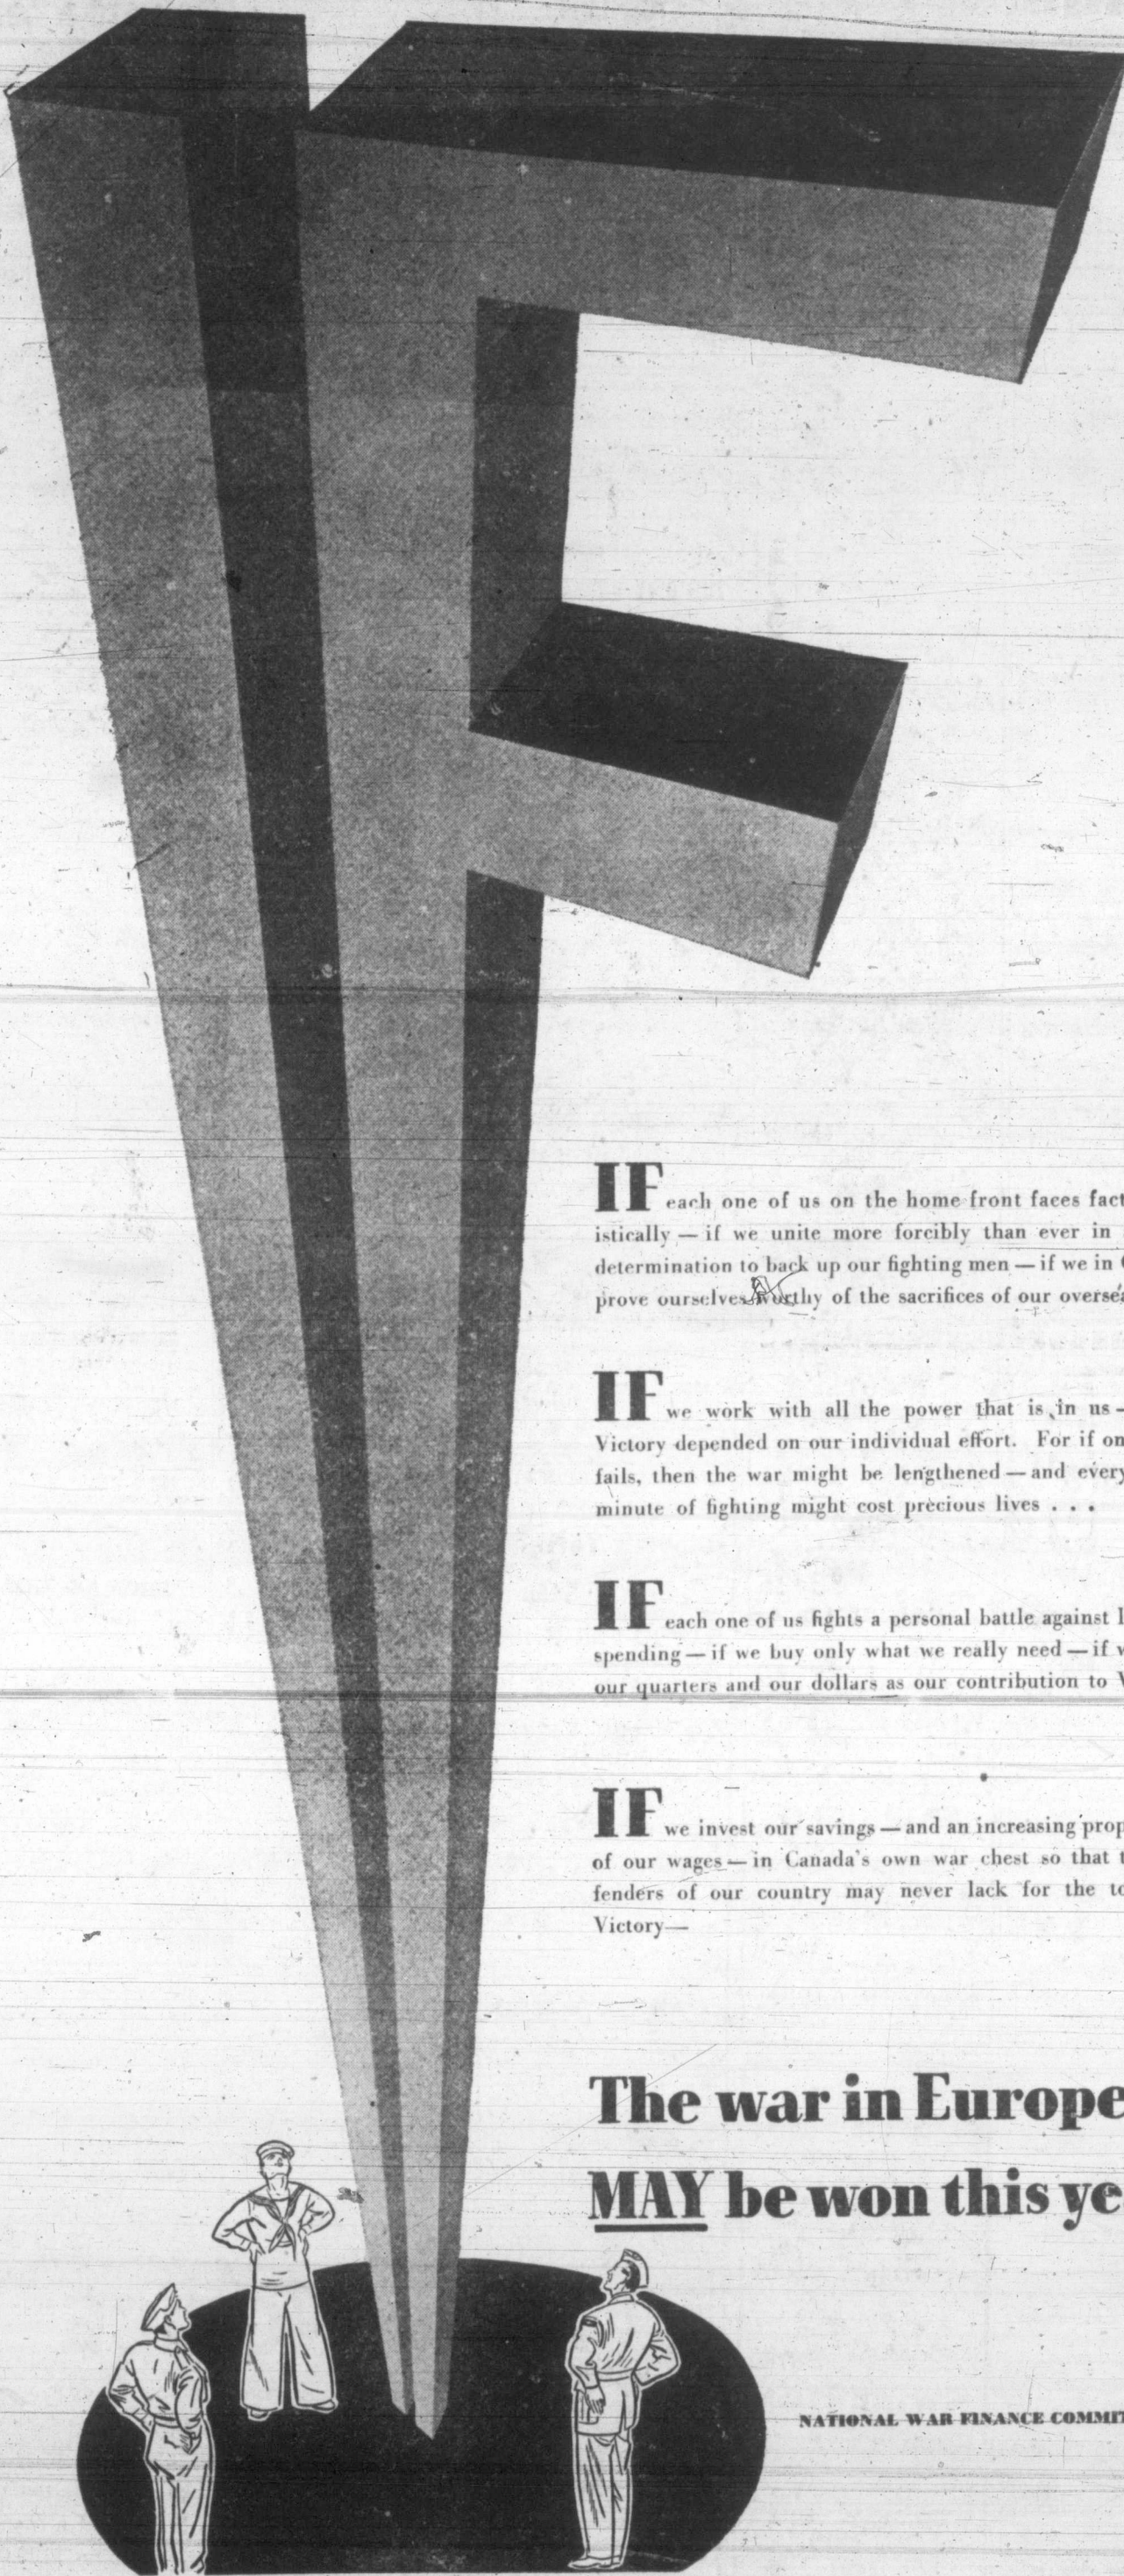 IF
IF each one of us on the home front faces fact
istically — if we unite more forcibly than ever in
determination to back up our fighting men — if we in
prove ourselves worthy of the sacrifices of our oversea
IF we work with all the power that is in us —
Victory depended on our individual effort. For if on
fails, then the war might be lengthened — and every
minute of fighting might cost precious lives . . .
IF each one of us fights a personal battle against
spending — if we buy only what we really need — if
our quarters and our dollars as our contribution to
IF we invest our savings — and an increasing prop
of our wages — in Canada's own war chest so that
fenders of our country may never lack for the to
Victory—
The war in Europe
MAY be won this ye
NATIONAL WAR FINANCE COMMIT